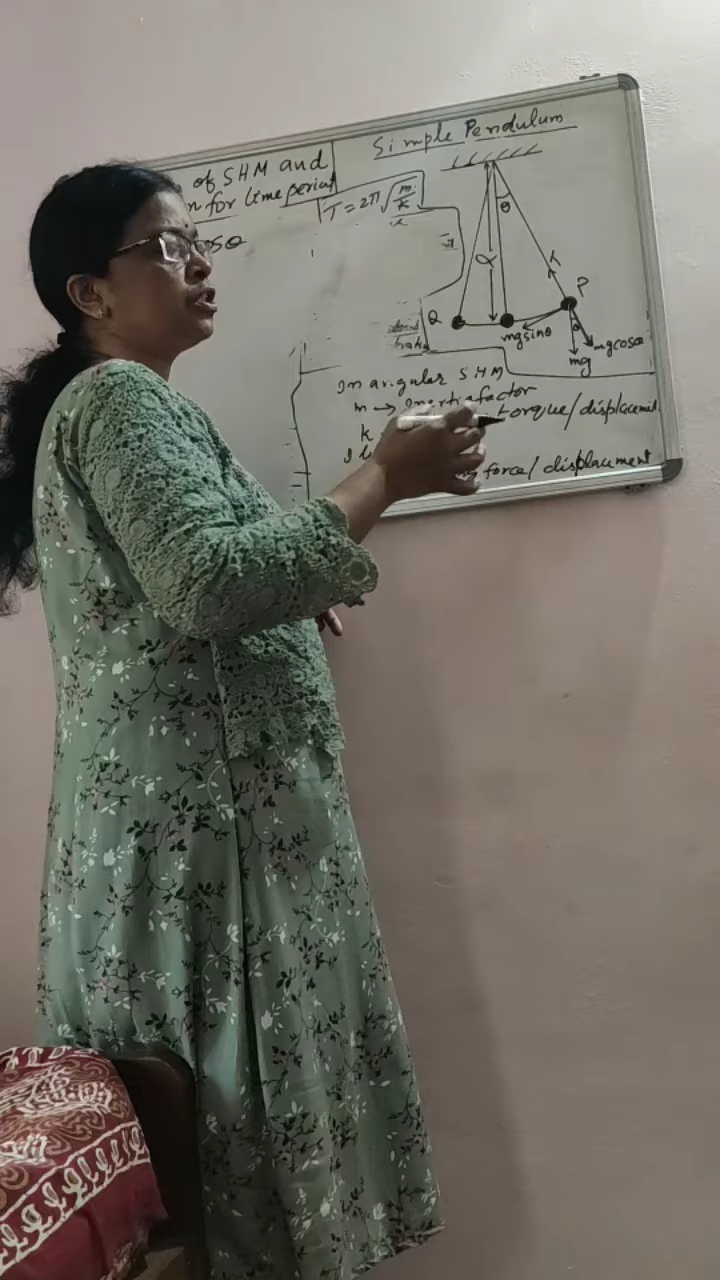 Simple Pendulum
of SHM and
n for time period
T = 2π√m/k
osθ
θ
P
Q
mg sinθ
mg cosθ
θ
mg
In angular SHM
m → Inertia factor
k
torque/displacement
force/displacement